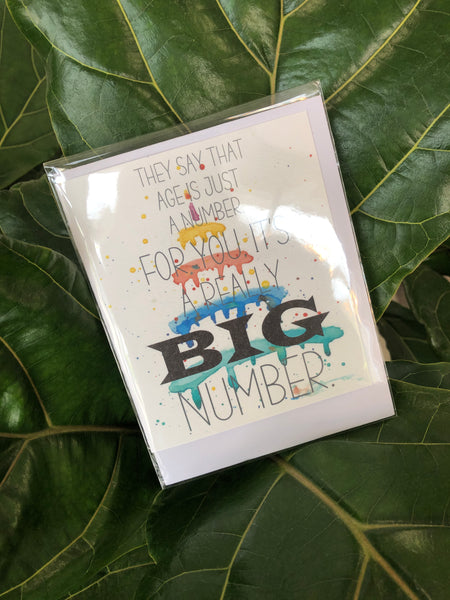 THEY SAY THAT
AGE IS JUST
A NUMBER
FOR YOU IT'S
A REALLY
BIG
NUMBER